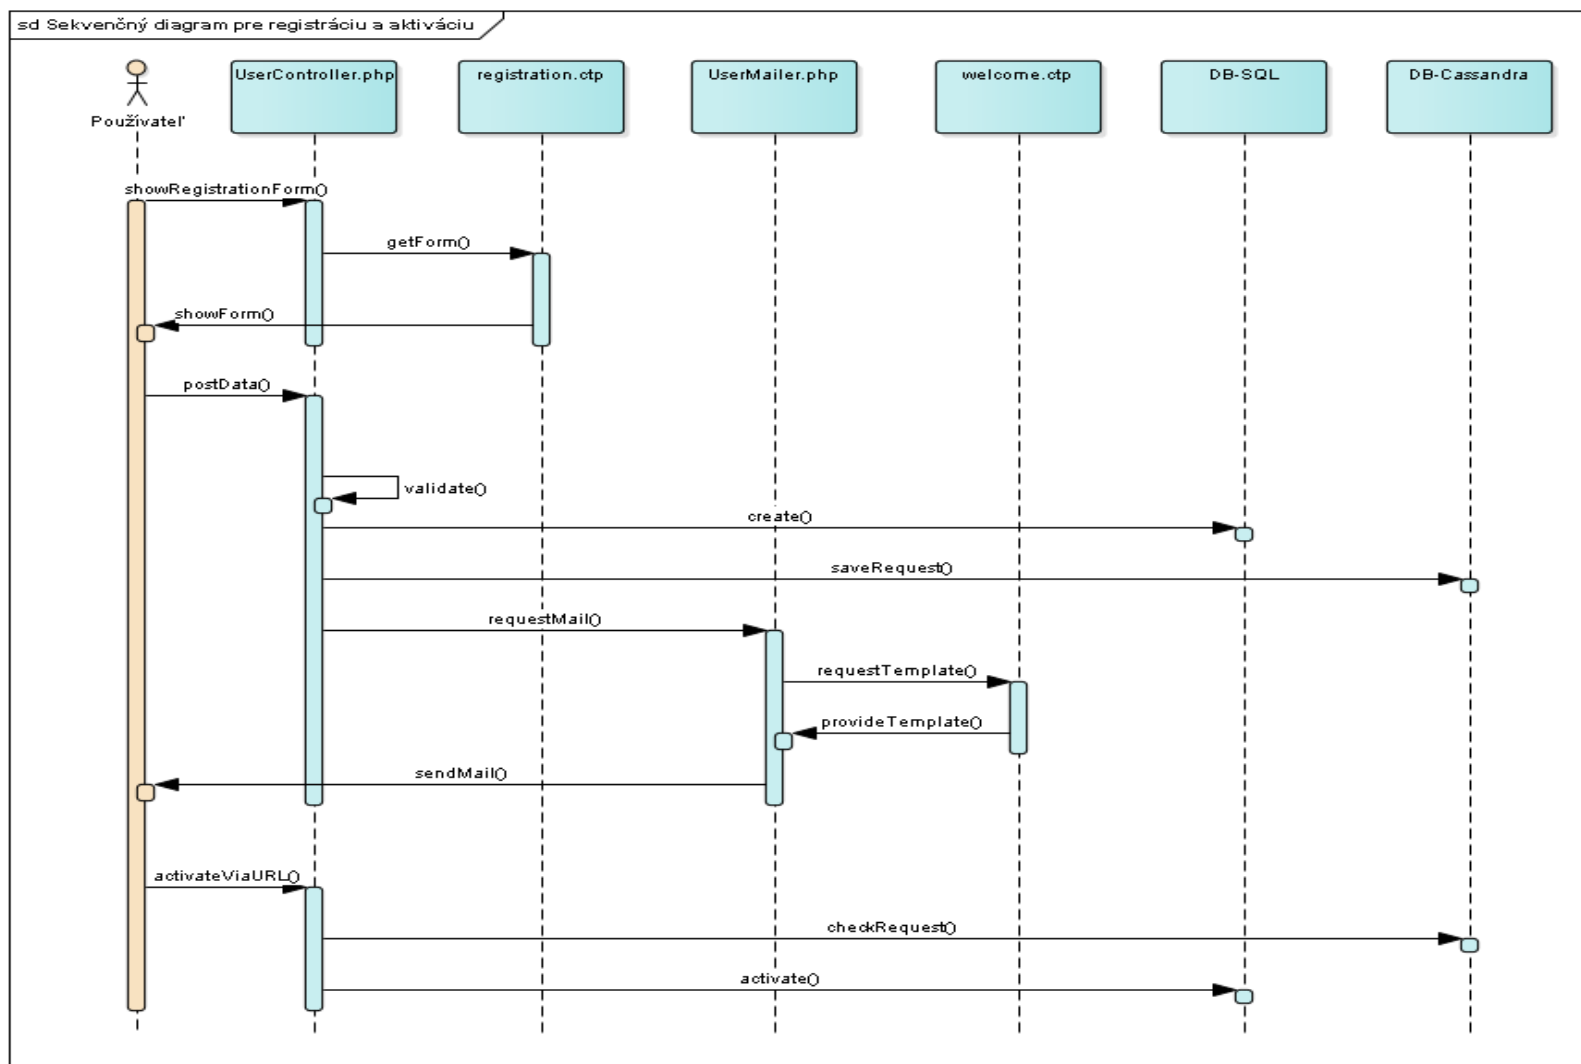 sd Sekvenčný diagram pre registráciu a aktiváciu
Používateľ
UserController.php
registration.ctp
UserMailer.php
welcome.ctp
DB-SQL
DB-Cassandra
showRegistrationForm()
getForm()
showForm()
postData()
validate()
create()
saveRequest()
requestMail()
requestTemplate()
provideTemplate()
sendMail()
activateViaURL()
checkRequest()
activate()